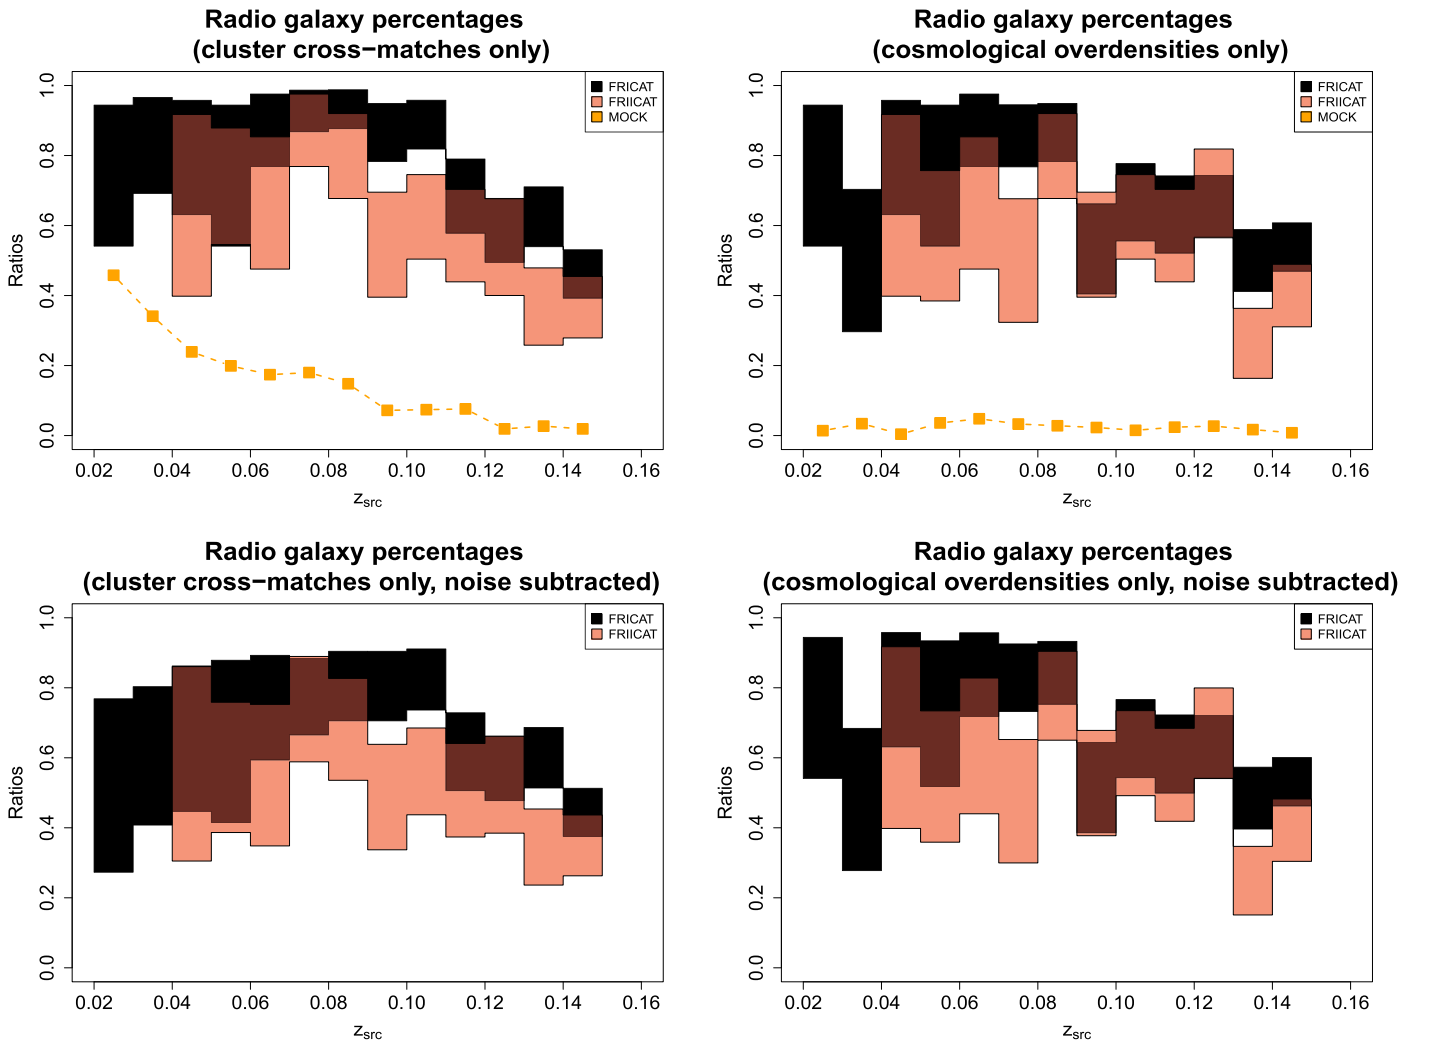 Radio galaxy percentages
(cluster cross−matches only)
1.0
0.8
0.6
0.4
0.2
0.0
Ratios
FRICAT
FRIICAT
MOCK
0.02 0.04 0.06 0.08 0.10 0.12 0.14 0.16
zsrc
Radio galaxy percentages
(cosmological overdensities only)
1.0
0.8
0.6
0.4
0.2
0.0
Ratios
FRICAT
FRIICAT
MOCK
0.02 0.04 0.06 0.08 0.10 0.12 0.14 0.16
zsrc
Radio galaxy percentages
(cluster cross−matches only, noise subtracted)
1.0
0.8
0.6
0.4
0.2
0.0
Ratios
FRICAT
FRIICAT
0.02 0.04 0.06 0.08 0.10 0.12 0.14 0.16
zsrc
Radio galaxy percentages
(cosmological overdensities only, noise subtracted)
1.0
0.8
0.6
0.4
0.2
0.0
Ratios
FRICAT
FRIICAT
0.02 0.04 0.06 0.08 0.10 0.12 0.14 0.16
zsrc